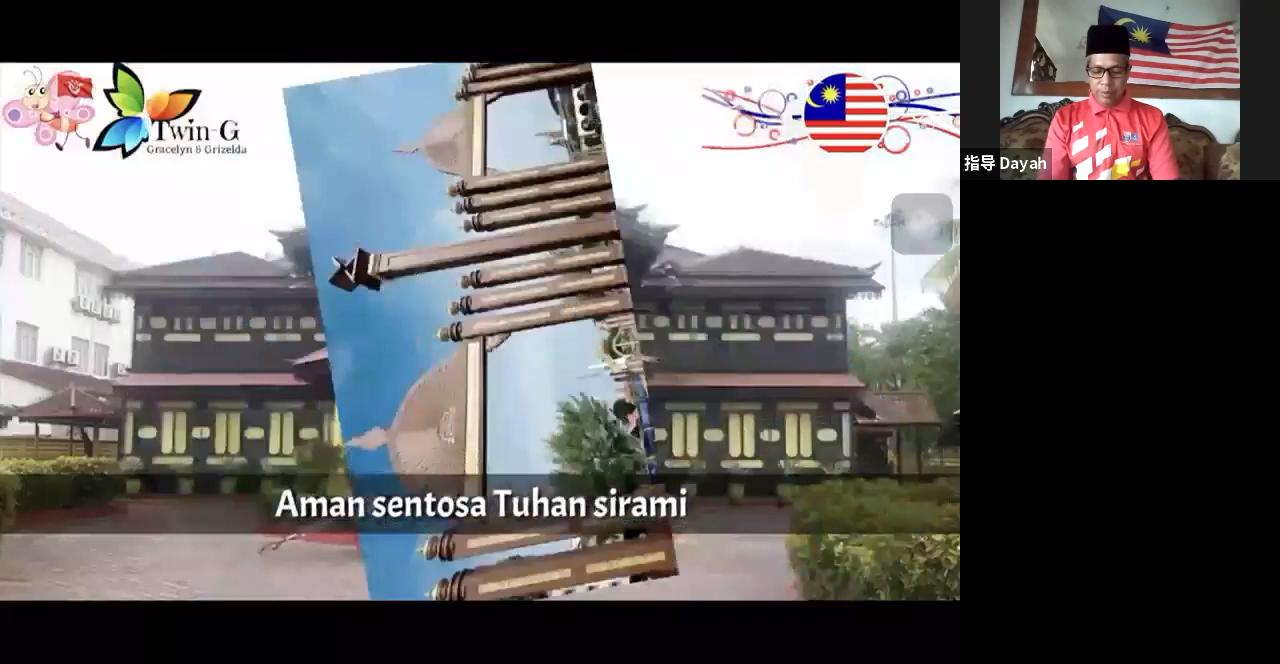 Twin-G
Gracelyn & Grizelda
指导 Dayah
Aman sentosa Tuhan sirami